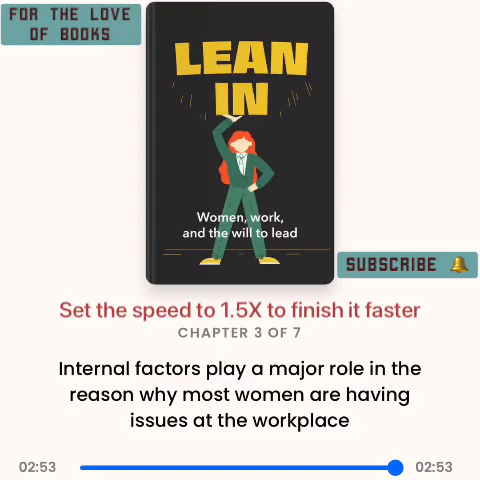 FOR THE LOVE
OF BOOKS
LEAN
IN
Women, work,
and the will to lead
SUBSCRIBE
Set the speed to 1.5X to finish it faster
CHAPTER 3 OF 7
Internal factors play a major role in the
reason why most women are having
issues at the workplace
02:53
02:53